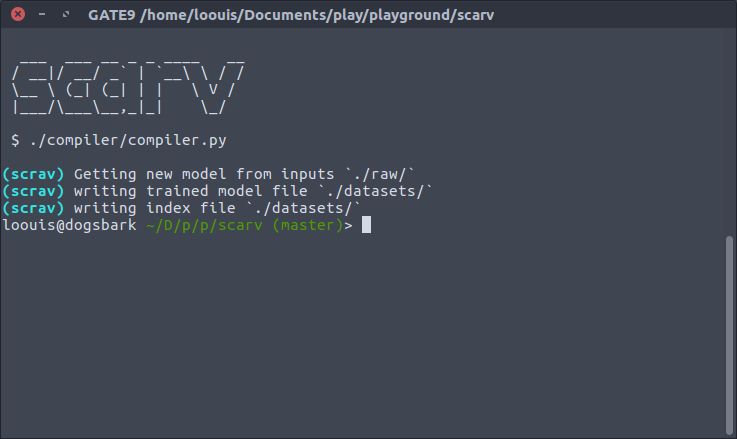 GATE9 /home/loouis/Documents/play/playground/scarv
scarv
$ ./compiler/compiler.py
(scrav) Getting new model from inputs `./raw/`
(scrav) writing trained model file `./datasets/`
(scrav) writing index file `./datasets/`
loouis@dogsbark ~/D/p/p/scarv (master)>